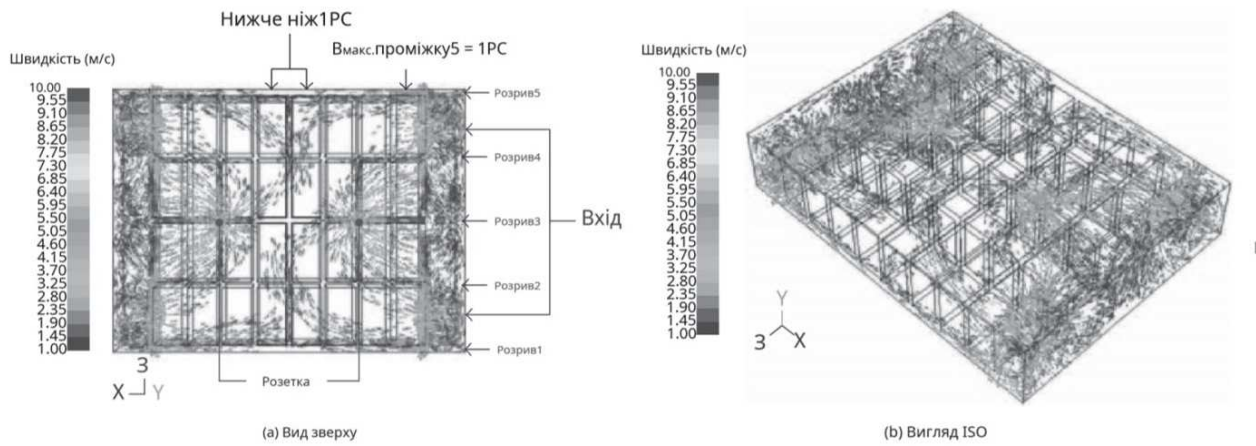 Нижче ніж1РС
Вмакс.проміжку5 = 1РС
Швидкість (м/с)
10.00
9.55
9.10
8.65
8.20
7.75
7.30
6.85
6.40
5.95
5.50
5.05
4.60
4.15
3.70
3.25
2.80
2.35
1.90
1.45
1.00
Розрив5
Розрив4
Розрив3
Розрив2
Розрив1
Вхід
Розетка
З
X Y
(a) Вид зверху
Швидкість (м/с)
10.00
9.55
9.10
8.65
8.20
7.75
7.30
6.85
6.40
5.95
5.50
5.05
4.60
4.15
3.70
3.25
2.80
2.35
1.90
1.45
1.00
Y
З X
(b) Вигляд ISO